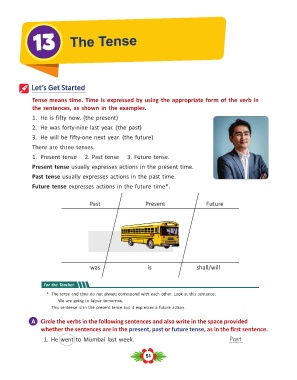 13 The Tense
Let's Get Started
Tense means time. Time is expressed by using the appropriate form of the verb in
the sentences, as shown in the examples.
1. He is fifty now. (the present)
2. He was forty-nine last year. (the past)
3. He will be fifty-one next year. (the future)
There are three tenses.
1. Present tense 2. Past tense 3. Future tense.
Present tense usually expresses actions in the present time.
Past tense usually expresses actions in the past time.
Future tense expresses actions in the future time*.
Past Present Future
was is shall/will
For the Teacher
* The tense and time do not always correspond with each other. Look at this sentence:
We are going to Jaipur tomorrow.
This sentence is in the present tense but it expresses a future action.
A Circle the verbs in the following sentences and also write in the space provided
whether the sentences are in the present, past or future tense, as in the first sentence.
1. He went to Mumbai last week. Past
54